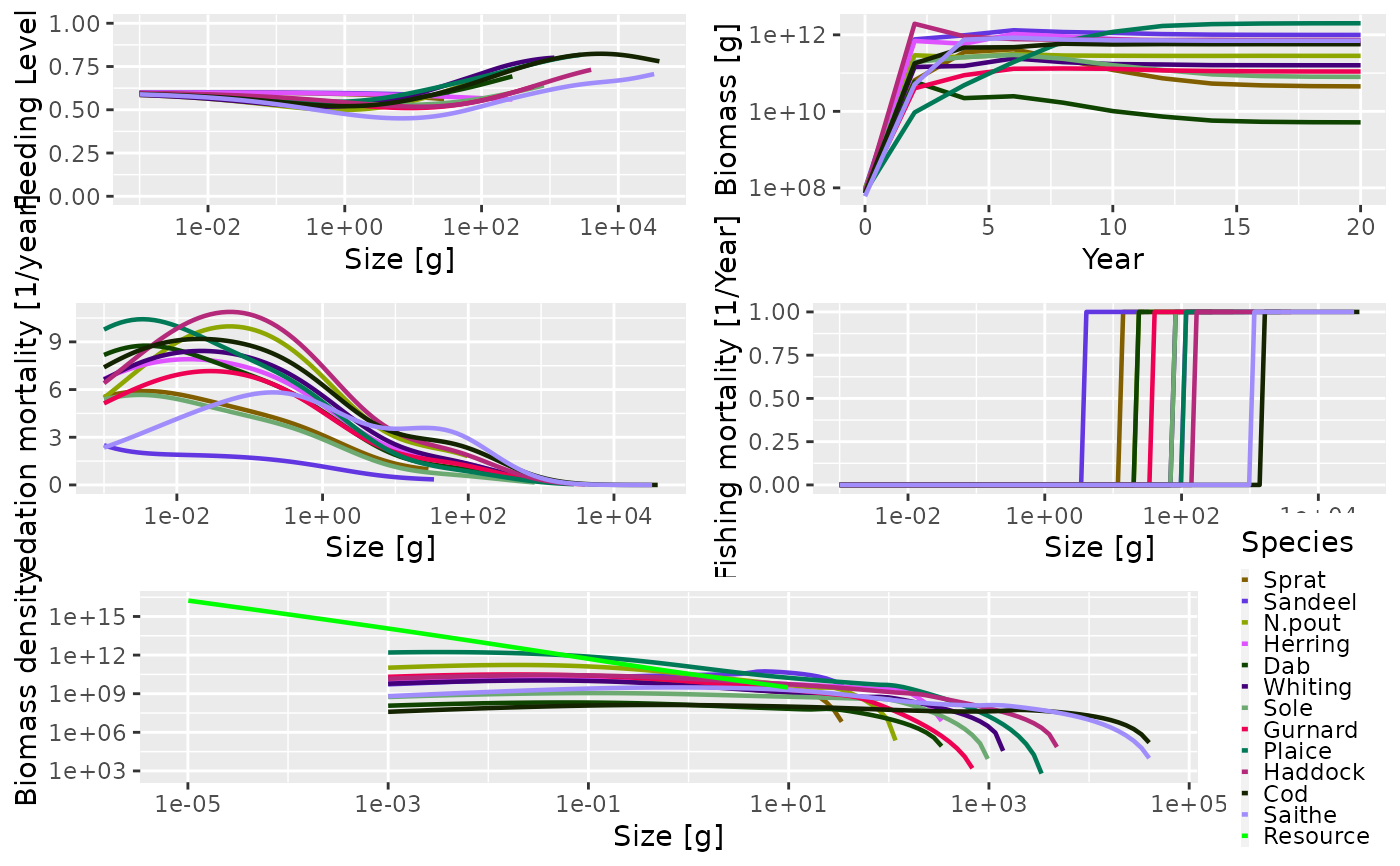 Feeding Level
1.00
0.75
0.50
0.25
0.00
1e-02 1e+00 1e+02 1e+04
Size [g]
Biomass [g]
1e+12
1e+10
1e+08
0 5 10 15 20
Year
edation mortality [1/year]
9
6
3
0
1e-02 1e+00 1e+02 1e+04
Size [g]
Fishing mortality [1/Year]
1.00
0.75
0.50
0.25
0.00
1e-02 1e+00 1e+02 1e+04
Size [g]
Biomass density
1e+15
1e+12
1e+09
1e+06
1e+03
1e-05 1e-03 1e-01 1e+01 1e+03 1e+05
Size [g]
Species
Sprat
Sandeel
N.pout
Herring
Dab
Whiting
Sole
Gurnard
Plaice
Haddock
Cod
Saithe
Resource